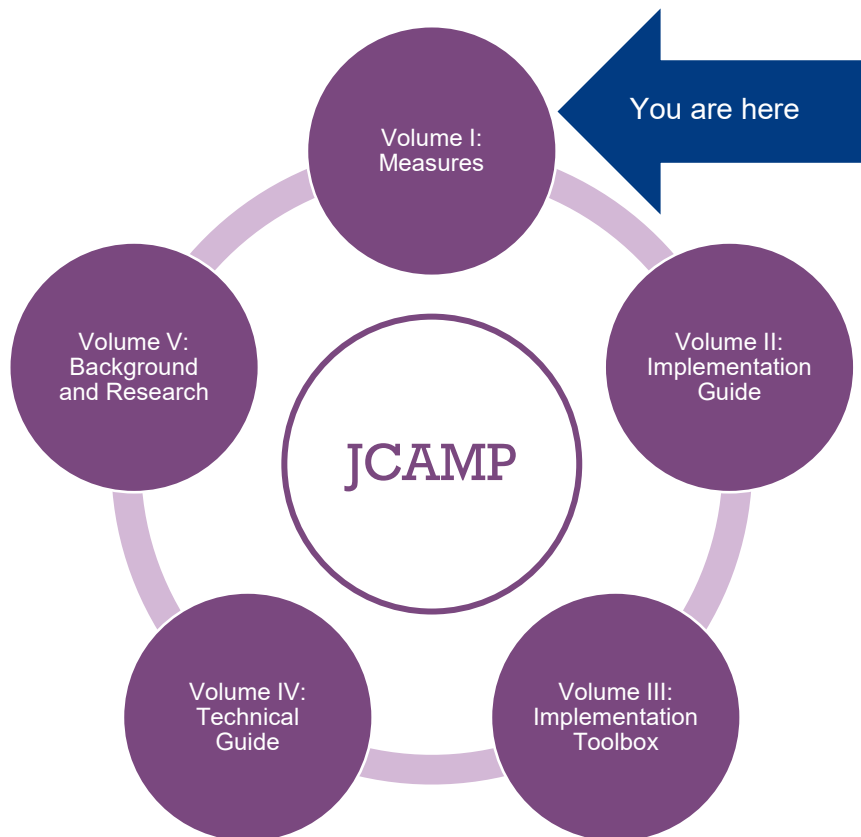 You are here
Volume I:
Measures
Volume II:
Implementation
Guide
Volume III:
Implementation
Toolbox
Volume IV:
Technical
Guide
Volume V:
Background
and Research
JCAMP